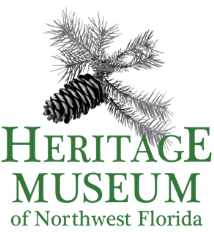 HERITAGE
MUSEUM
of Northwest Florida